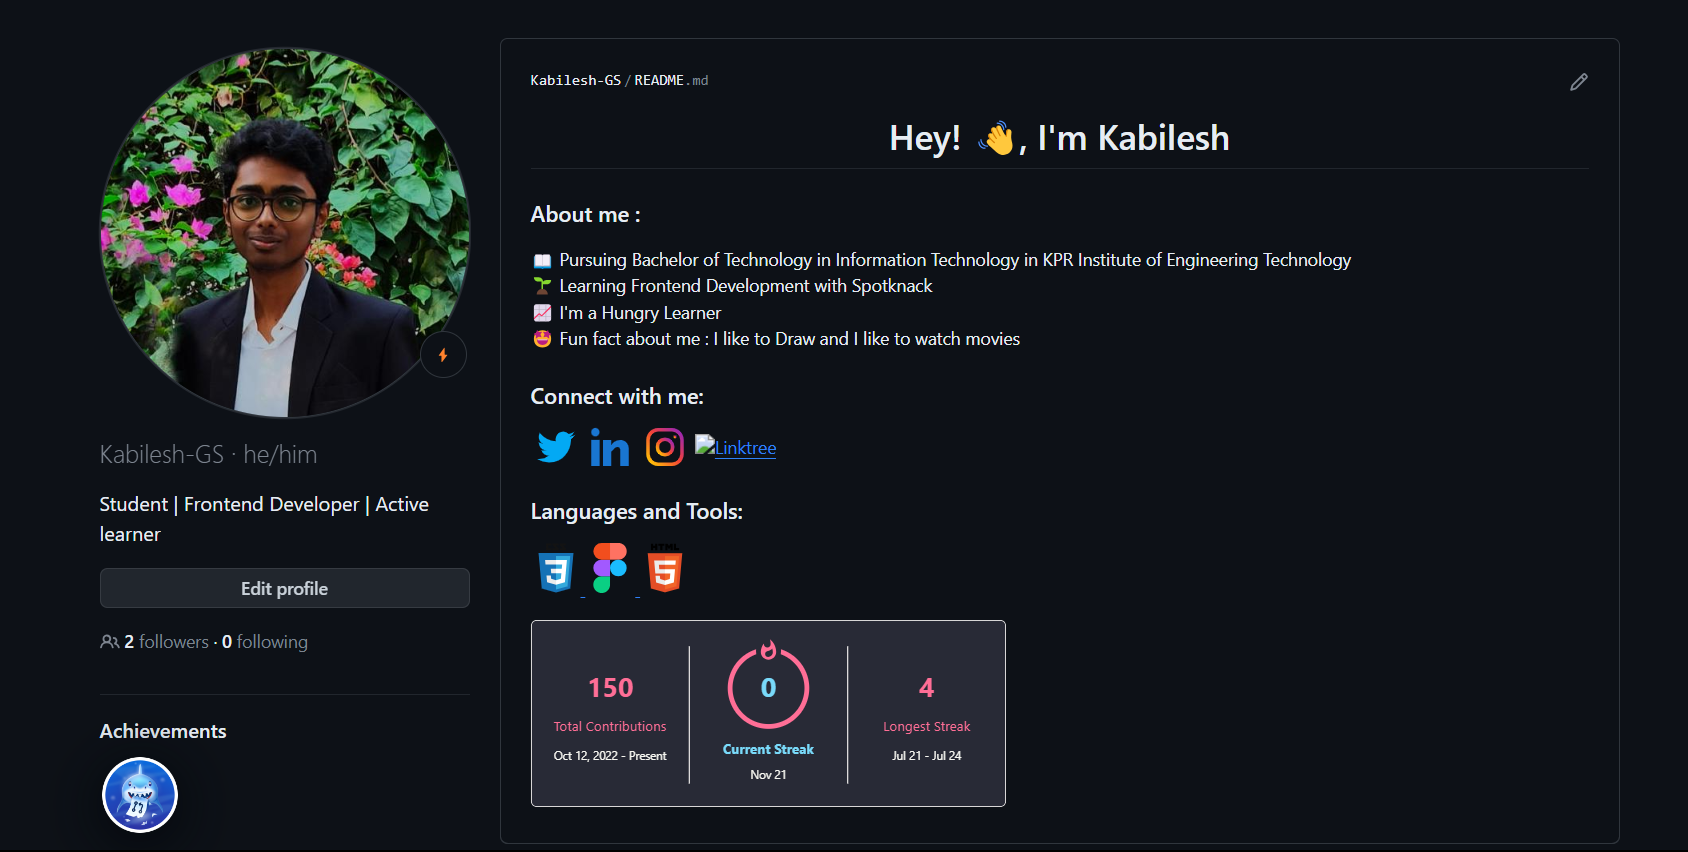 Kabilesh-GS · he/him
Student | Frontend Developer | Active
learner
Edit profile
2 followers · 0 following
Achievements
Kabilesh-GS / README.md
Hey! 👋, I'm Kabilesh
About me :
📖 Pursuing Bachelor of Technology in Information Technology in KPR Institute of Engineering Technology
🌱 Learning Frontend Development with Spotknack
📈 I'm a Hungry Learner
🤩 Fun fact about me : I like to Draw and I like to watch movies
Connect with me:
in
Linktree
Languages and Tools:
HTML
3
5
150
Total Contributions
Oct 12, 2022 - Present
0
Current Streak
Nov 21
4
Longest Streak
Jul 21 - Jul 24